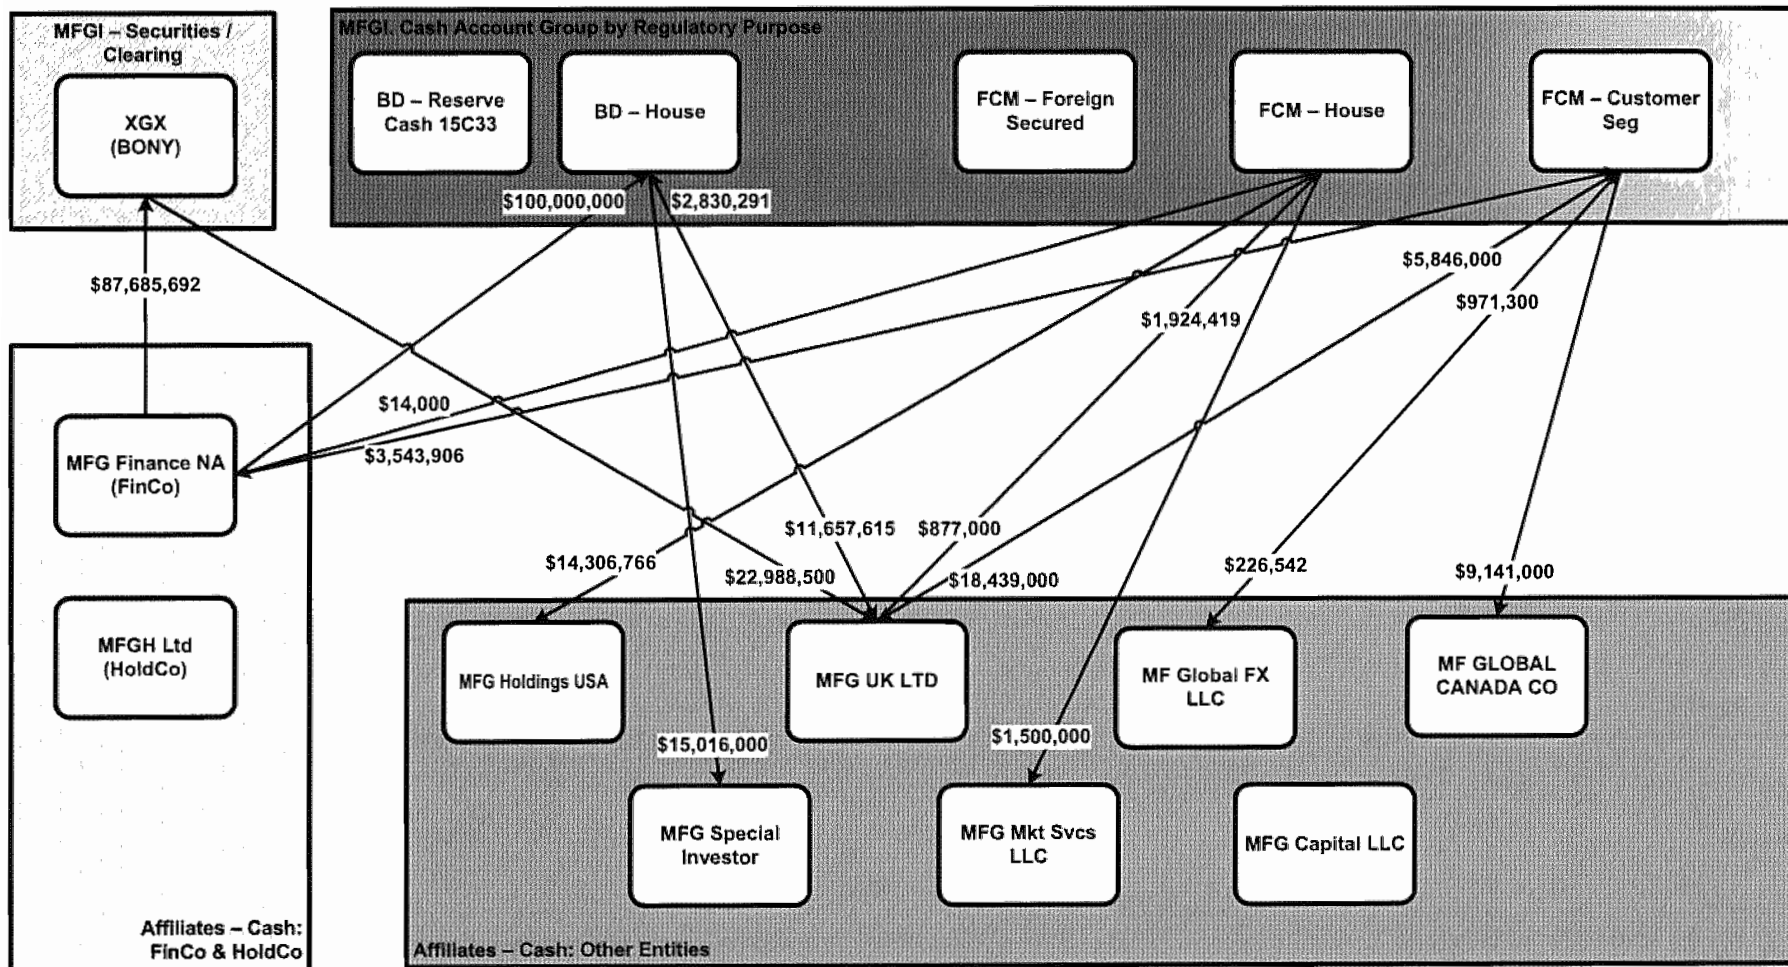 MFGI – Securities /
Clearing
XGX
(BONY)
MFGI. Cash Account Group by Regulatory Purpose
BD – Reserve
Cash 15C33
BD – House
FCM – Foreign
Secured
FCM – House
FCM – Customer
Seg
$100,000,000
$2,830,291
$87,685,692
$5,846,000
$971,300
$1,924,419
$14,000
$3,543,906
MFG Finance NA
(FinCo)
$11,657,615
$877,000
$14,306,766
$22,988,500
$18,439,000
$226,542
$9,141,000
MFGH Ltd
(HoldCo)
MFG Holdings USA
MFG UK LTD
MF Global FX
LLC
MF GLOBAL
CANADA CO
$15,016,000
$1,500,000
MFG Special
Investor
MFG Mkt Svcs
LLC
MFG Capital LLC
Affiliates – Cash:
FinCo & HoldCo
Affiliates – Cash: Other Entities